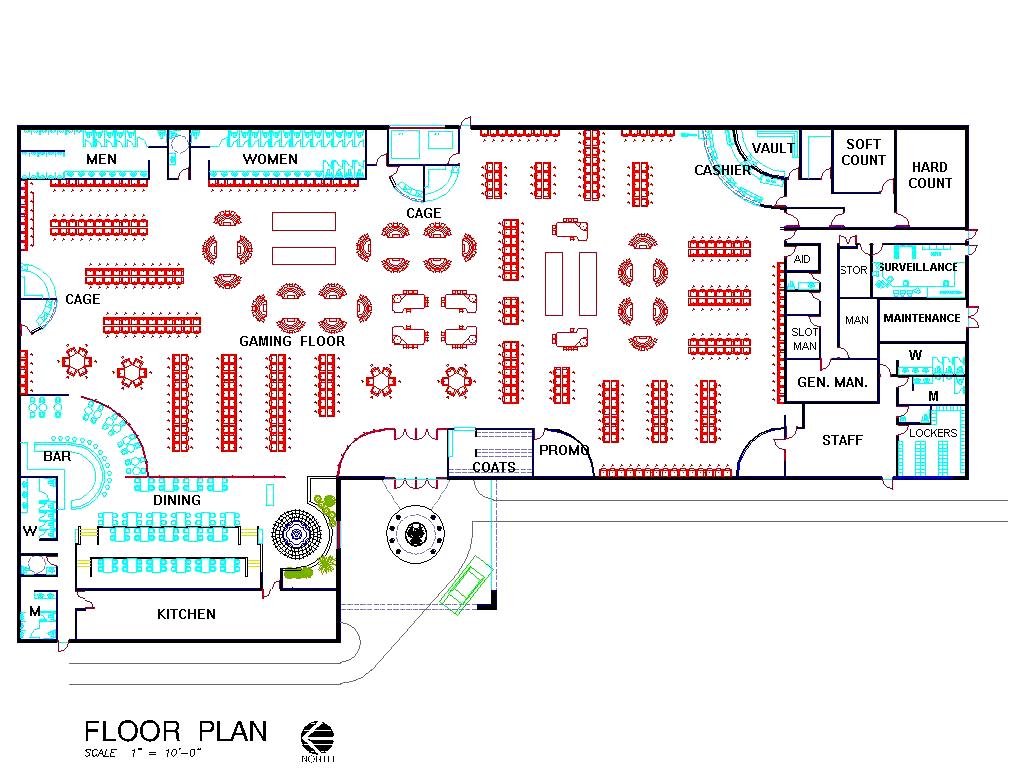 MEN
WOMEN
VAULT
SOFT
COUNT
HARD
COUNT
CASHIER
CAGE
AID
STOR
SURVEILLANCE
CAGE
MAINTENANCE
MAN
SLOT
MAN
GAMING FLOOR
W
GEN. MAN.
M
LOCKERS
STAFF
PROMO
COATS
BAR
DINING
W
M
KITCHEN
FLOOR PLAN
SCALE 1" = 10'-0"
NORTH